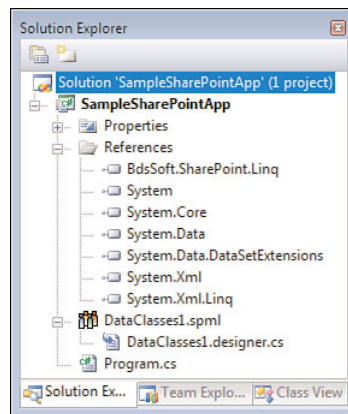 Solution Explorer
Solution 'SampleSharePointApp' (1 project)
SampleSharePointApp
Properties
References
BdsSoft.SharePoint.Linq
System
System.Core
System.Data
System.Data.DataSetExtensions
System.Xml
System.Xml.Linq
DataClasses1.spml
DataClasses1.designer.cs
Program.cs
Solution Ex... Team Explo... Class View